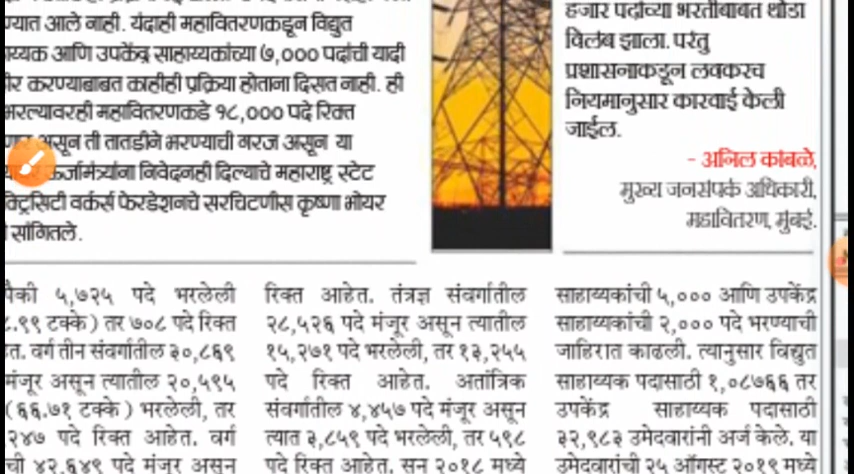 ण्यात आले नाही. यंदाही महावितरणकडून विद्युत
आणि उपकेंद्र साहाय्यकांच्या ७,००० पदांची यादी
करण्याबाबत काहीही प्रक्रिया होताना दिसत नाही. ही
भरल्यावरही महावितरणकडे १८,००० पदे रिक्त
असून ती तातडीने भरण्याची गरज असून या
ऊर्जामंत्र्यांना निवेदनही दिल्याचे महाराष्ट्र स्टेट
वर्कर्स फेरडेशनचे सरचिटणीस कृष्णा भोयर
सांगितले.
हजार पदांच्या भरतीबाबत थोडा
विलंब झाला. परंतु
प्रशासनाकडून लवकरच
नियमानुसार कारवाई केली
जाईल.
- अनिल कांबळे,
मुख्य जनसंपर्क अधिकारी,
महावितरण, मुंबई.
पैकी ५,७२५ पदे भरलेली
.९९ टक्के) तर ७०८ पदे रिक्त
त. वर्ग तीन संवर्गातील ३०,८६९
मंजूर असून त्यातील २०,५९५
(६६.७१ टक्के) भरलेली, तर
२४७ पदे रिक्त आहेत. वर्ग
ची ४२,६४९ पदे मंजूर असून
रिक्त आहेत. तंत्रज्ञ संवर्गातील
२८,५२६ पदे मंजूर असून त्यातील
१५,२७१ पदे भरलेली, तर १३,२५५
पदे रिक्त आहेत. अतांत्रिक
संवर्गातील ४,४५७ पदे मंजूर असून
त्यात ३,८५९ पदे भरलेली, तर ५९८
पदे रिक्त आहेत. सन २०१८ मध्ये
साहाय्यकांची ५,००० आणि उपकेंद्र
साहाय्यकांची २,००० पदे भरण्याची
जाहिरात काढली. त्यानुसार विद्युत
साहाय्यक पदासाठी १,०८७६६ तर
उपकेंद्र साहाय्यक पदासाठी
३२,९८३ उमेदवारांनी अर्ज केले. या
उमेदवारांची २५ ऑगस्ट २०१९ मध्ये